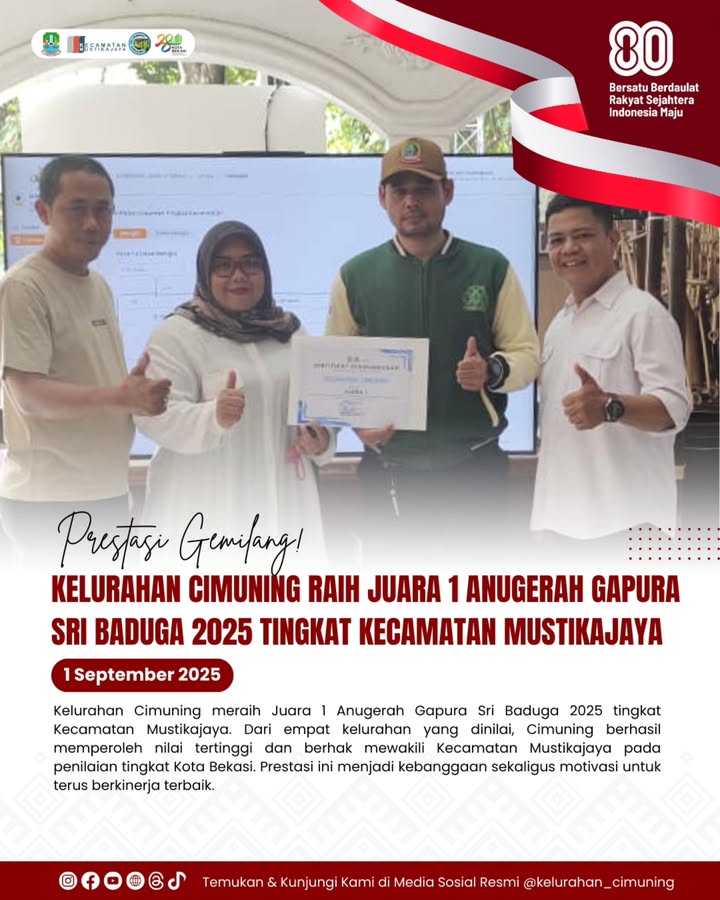 KECAMATAN
MUSTIKAJAYA
KOTA
BEKASI
80
Bersatu Berdaulat
Rakyat Sejahtera
Indonesia Maju
SERTIFIKAT PENGHARGAAN
JUARA 1
Prestasi Gemilang!
KELURAHAN CIMUNING RAIH JUARA 1 ANUGERAH GAPURA
SRI BADUGA 2025 TINGKAT KECAMATAN MUSTIKAJAYA
1 September 2025
Kelurahan Cimuning meraih Juara 1 Anugerah Gapura Sri Baduga 2025 tingkat
Kecamatan Mustikajaya. Dari empat kelurahan yang dinilai, Cimuning berhasil
memperoleh nilai tertinggi dan berhak mewakili Kecamatan Mustikajaya pada
penilaian tingkat Kota Bekasi. Prestasi ini menjadi kebanggaan sekaligus motivasi untuk
terus berkinerja terbaik.
Temukan & Kunjungi Kami di Media Sosial Resmi @kelurahan_cimuning